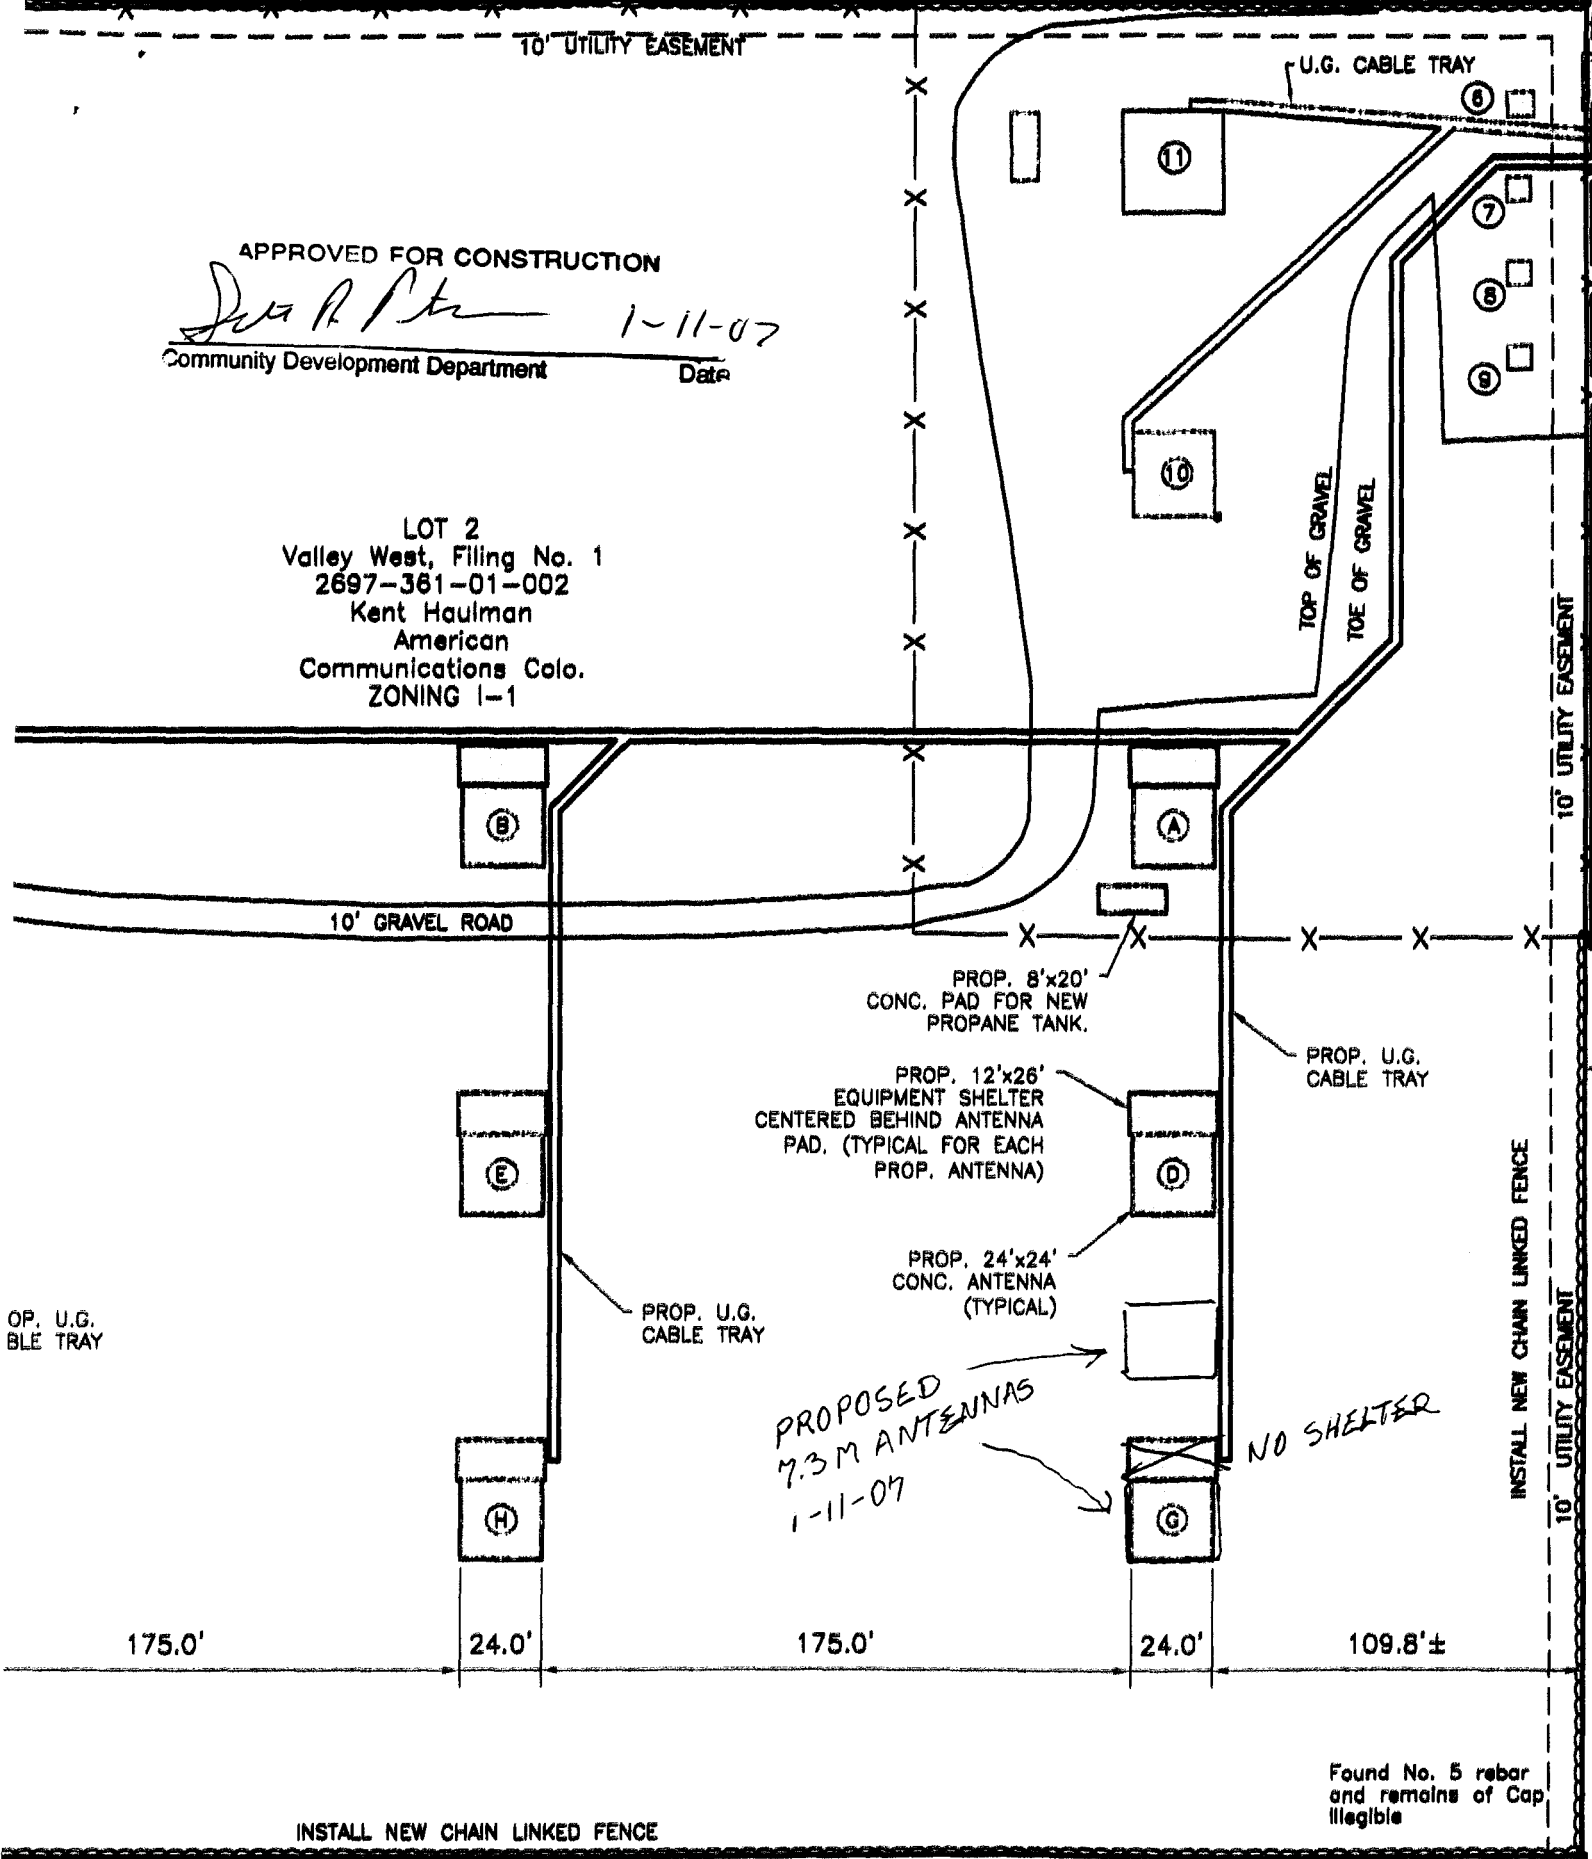 10' UTILITY EASEMENT
U.G. CABLE TRAY
6
11
7
8
9
10
APPROVED FOR CONSTRUCTION
1-11-07
Community Development Department Date
LOT 2
Valley West, Filing No. 1
2697-361-01-002
Kent Haulman
American
Communications Colo.
ZONING I-1
TOP OF GRAVEL
TOE OF GRAVEL
10' UTILITY EASEMENT
B
A
10' GRAVEL ROAD
PROP. 8'x20'
CONC. PAD FOR NEW
PROPANE TANK.
PROP. U.G.
CABLE TRAY
PROP. 12'x26'
EQUIPMENT SHELTER
CENTERED BEHIND ANTENNA
PAD. (TYPICAL FOR EACH
PROP. ANTENNA)
E
D
PROP. 24'x24'
CONC. ANTENNA
(TYPICAL)
OP. U.G.
BLE TRAY
PROP. U.G.
CABLE TRAY
INSTALL NEW CHAIN LINKED FENCE
10' UTILITY EASEMENT
PROPOSED
7.3 M ANTENNAS
1-11-07
NO SHELTER
H
G
175.0' 24.0' 175.0' 24.0' 109.8'±
Found No. 5 rebar
and remains of Cap
Illegible
INSTALL NEW CHAIN LINKED FENCE